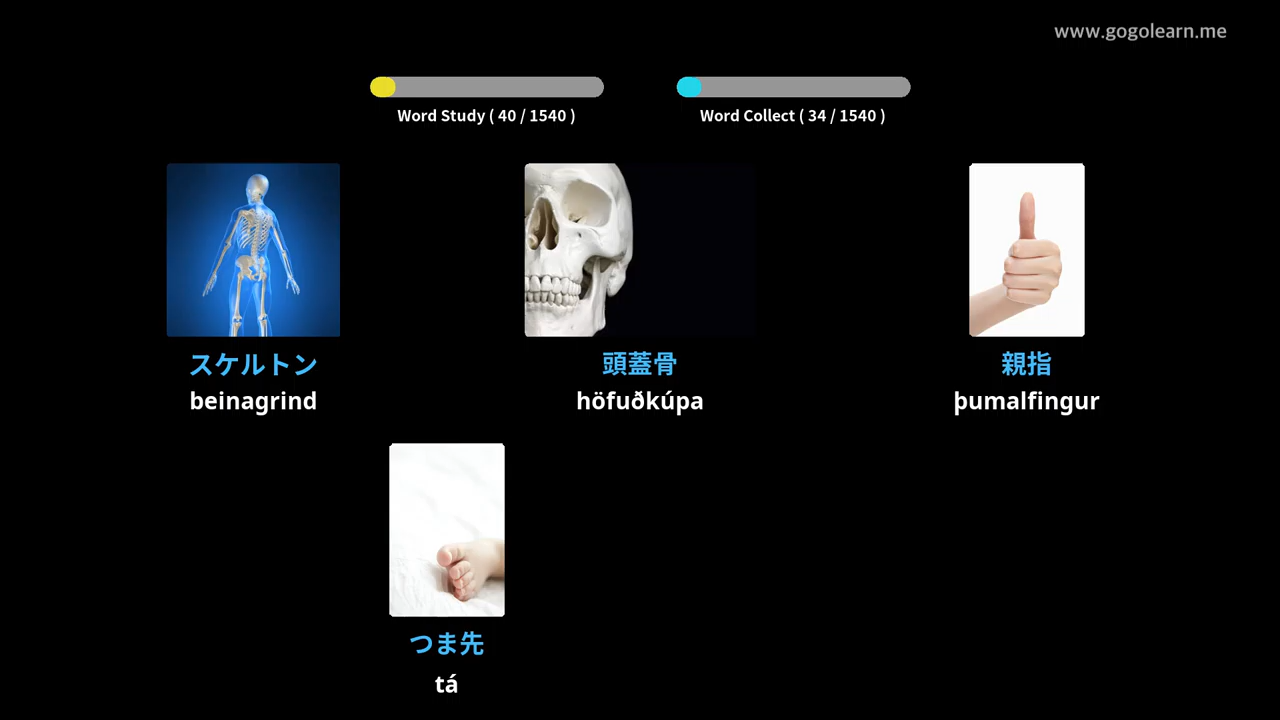 www.gogolearn.me
Word Study ( 40 / 1540 )
Word Collect ( 34 / 1540 )
スケルトン
beinagrind
頭蓋骨
höfuðkúpa
親指
þumalfingur
つま先
tá